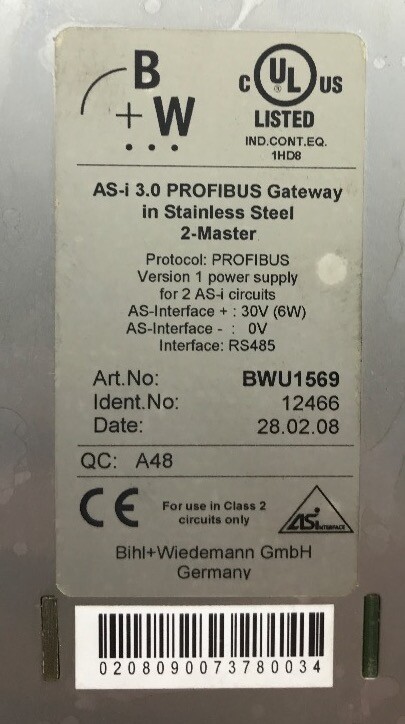 B
+W
C UL US
®
LISTED
IND.CONT.EQ.
1HD8
AS-i 3.0 PROFIBUS Gateway
in Stainless Steel
2-Master
Protocol: PROFIBUS
Version 1 power supply
for 2 AS-i circuits
AS-Interface + : 30V (6W)
AS-Interface - : 0V
Interface: RS485
Art.No: BWU1569
Ident.No: 12466
Date: 28.02.08
QC: A48
CE For use in Class 2
circuits only
ASi INTERFACE
Bihl+Wiedemann GmbH
Germany
0208090073780034